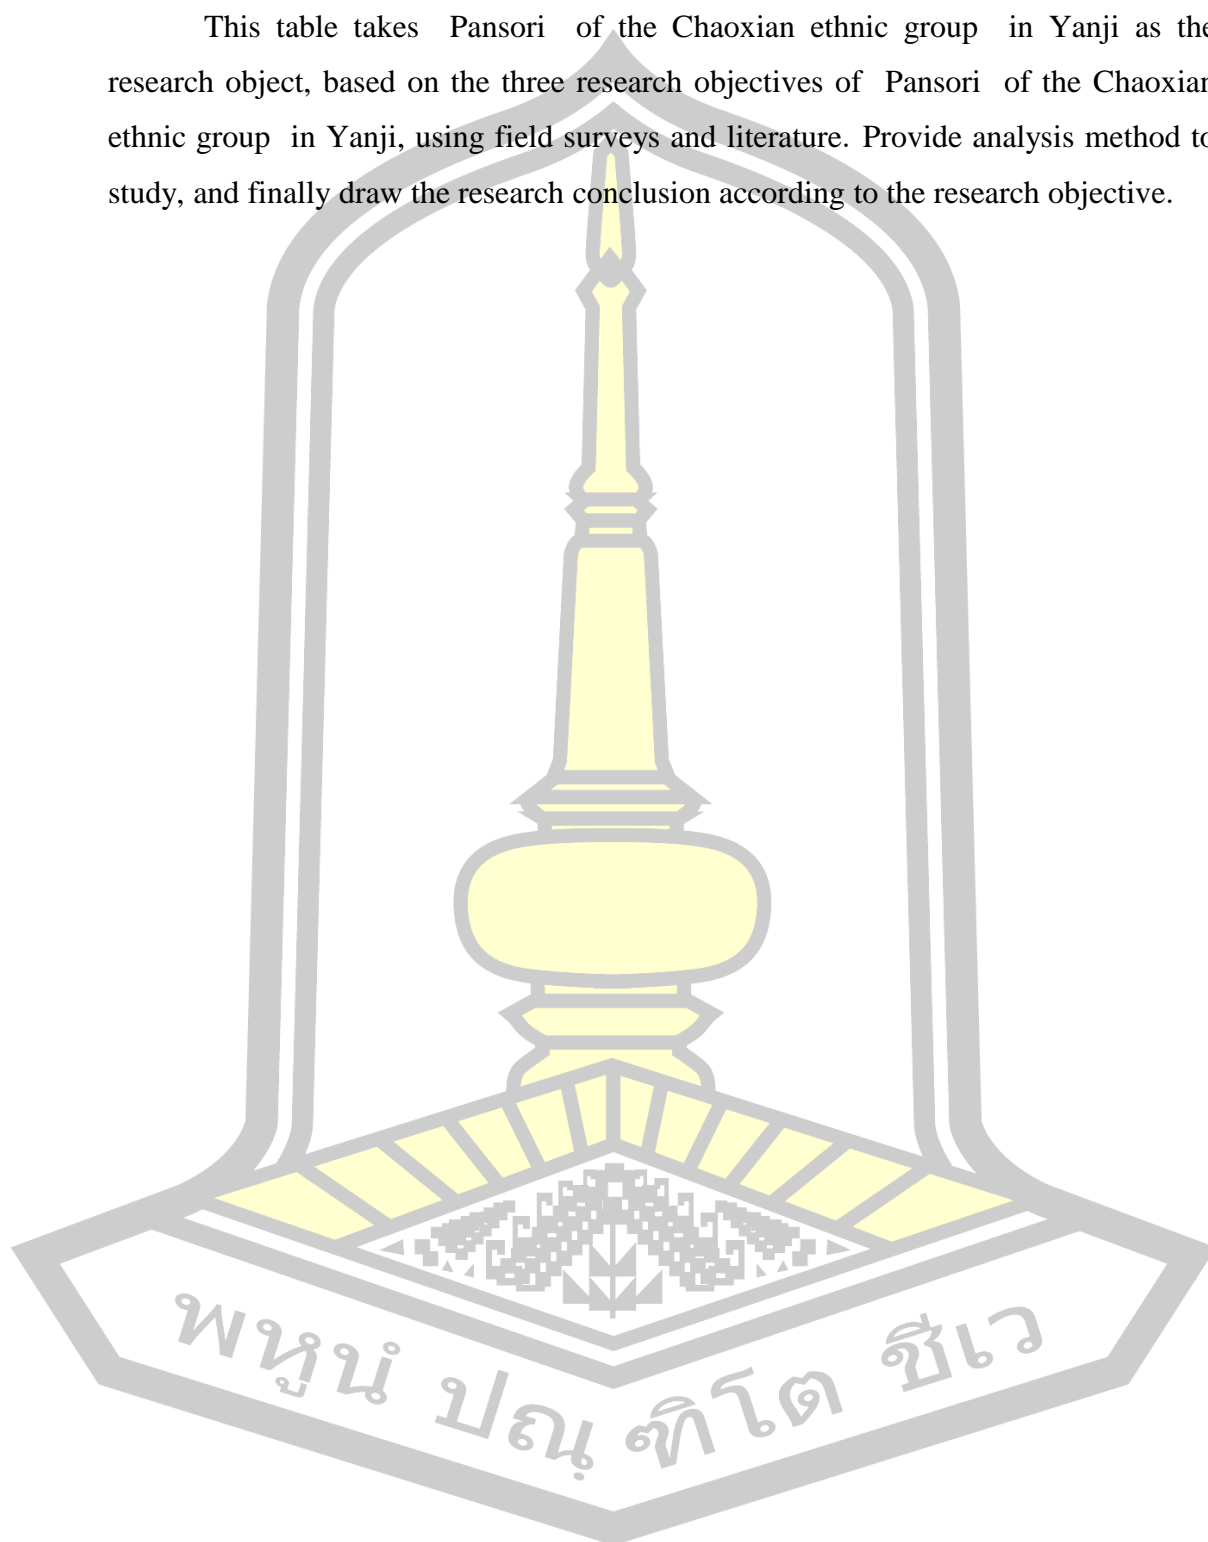 This table takes Pansori of the Chaoxian ethnic group in Yanji as the
research object, based on the three research objectives of Pansori of the Chaoxian
ethnic group in Yanji, using field surveys and literature. Provide analysis method to
study, and finally draw the research conclusion according to the research objective.
พหูนํ ปณฺฑิโต ชีเว